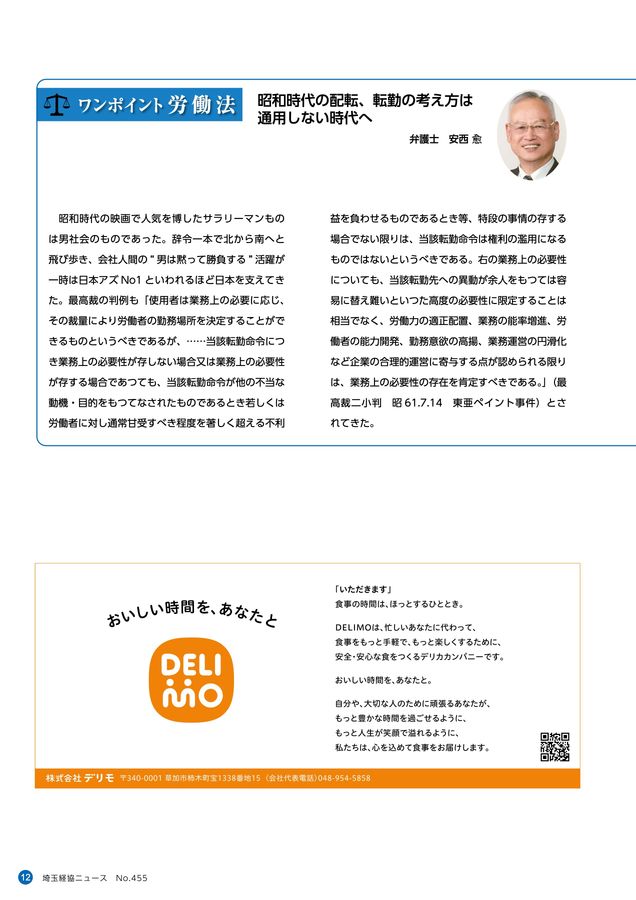 ワンポイント 労働法
昭和時代の配転、転勤の考え方は
通用しない時代へ
弁護士　安西 愈
　昭和時代の映画で人気を博したサラリーマンもの
は男社会のものであった。辞令一本で北から南へと
飛び歩き、会社人間の“男は黙って勝負する”活躍が
一時は日本アズNo1 といわれるほど日本を支えてき
た。最高裁の判例も「使用者は業務上の必要に応じ、
その裁量により労働者の勤務場所を決定することがで
きるものというべきであるが、……当該転勤命令につ
き業務上の必要性が存しない場合又は業務上の必要性
が存する場合であつても、当該転勤命令が他の不当な
動機・目的をもつてなされたものであるとき若しくは
労働者に対し通常甘受すべき程度を著しく超える不利
益を負わせるものであるとき等、特段の事情の存する
場合でない限りは、当該転勤命令は権利の濫用になる
ものではないというべきである。右の業務上の必要性
についても、当該転勤先への異動が余人をもつては容
易に替え難いといつた高度の必要性に限定することは
相当でなく、労働力の適正配置、業務の能率増進、労
働者の能力開発、勤務意欲の高揚、業務運営の円滑化
など企業の合理的運営に寄与する点が認められる限り
は、業務上の必要性の存在を肯定すべきである。」（最
高裁二小判　昭 61.7.14　東亜ペイント事件）とさ
れてきた。
おいしい時間を、あなたと
DELI
MO
「いただきます」
食事の時間は、ほっとするひととき。
DELIMOは、忙しいあなたに代わって、
食事をもっと手軽で、もっと楽しくするために、
安全・安心な食をつくるデリカカンパニーです。
おいしい時間を、あなたと。
自分や、大切な人のために頑張るあなたが、
もっと豊かな時間を過ごせるように、
もっと人生が笑顔で溢れるように、
私たちは、心を込めて食事をお届けします。
株式会社 デリモ 〒340-0001 草加市柿木町宝1338番地15 （会社代表電話）048-954-5858
12 埼玉経協ニュース　No.455